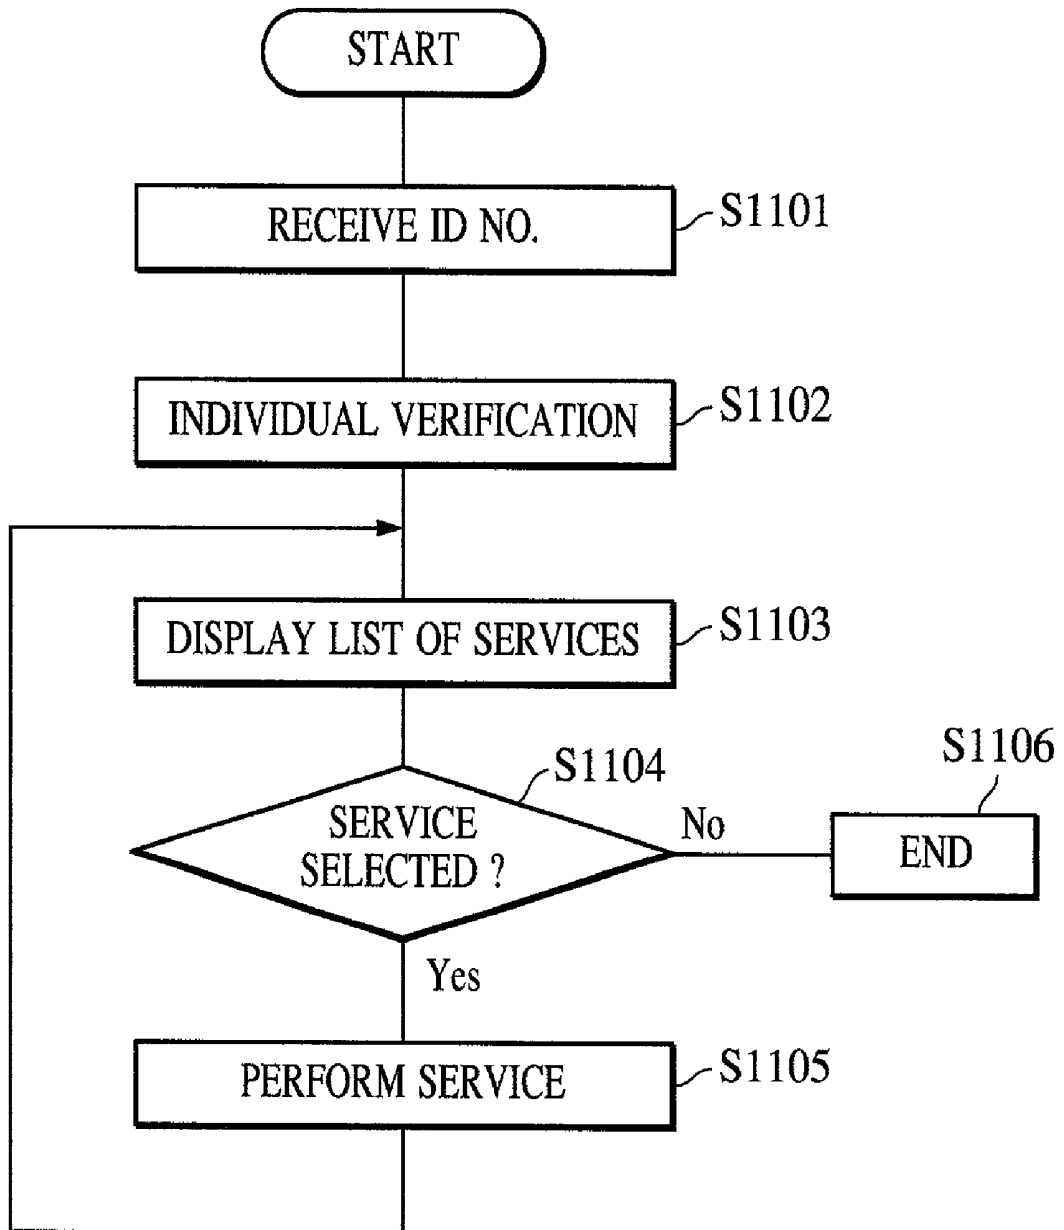 START
RECEIVE ID NO.
S1101
INDIVIDUAL VERIFICATION
S1102
DISPLAY LIST OF SERVICES
S1103
S1104
SERVICE
SELECTED ?
No
S1106
END
Yes
PERFORM SERVICE
S1105